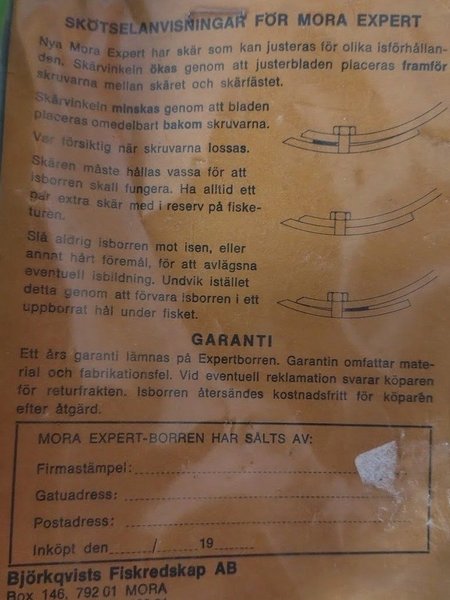 SKÖTSELANVISNINGAR FÖR MORA EXPERT
Nya Mora Expert har skär som kan justeras för olika isförhållan-
den. Skärvinkeln ökas genom att justerbladen placeras framför
skruvarna mellan skäret och skärfästet.
Skärvinkeln minskas genom att bladen
placeras omedelbart bakom skruvarna.
Var försiktig när skruvarna lossas.
Skären måste hållas vassa för att
isborren skall fungera. Ha alltid ett
par extra skär med i reserv på fiske-
turen.
Slå aldrig isborren mot isen, eller
annat hårt föremål, för att avlägsna
eventuell isbildning. Undvik istället
detta genom att förvara isborren i ett
uppborrat hål under fisket.
GARANTI
Ett års garanti lämnas på Expertborren. Garantin omfattar mate-
rial och fabrikationsfel. Vid eventuell reklamation svarar köparen
för returfrakten. Isborren återsändes kostnadsfritt för köparen
efter åtgärd.
MORA EXPERT-BORREN HAR SÅLTS AV:
Firmastämpel:
Gatuadress:
Postadress:
Inköpt den / 19
Björkqvists Fiskredskap AB
Box 146, 792 01 MORA